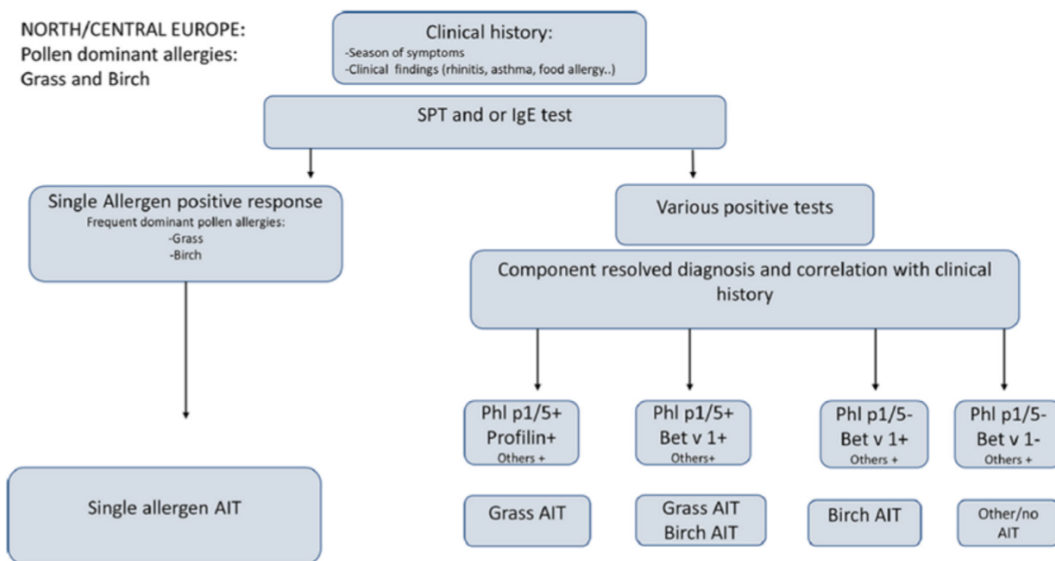 NORTH/CENTRAL EUROPE:
Pollen dominant allergies:
Grass and Birch
Clinical history:
-Season of symptoms
-Clinical findings (rhinitis, asthma, food allergy..)
SPT and or IgE test
Single Allergen positive response
Frequent dominant pollen allergies:
-Grass
-Birch
Various positive tests
Component resolved diagnosis and correlation with clinical
history
Phl p1/5+
Profilin+
Others +
Phl p1/5+
Bet v 1+
Others+
Phl p1/5-
Bet v 1+
Others +
Phl p1/5-
Bet v 1-
Others +
Single allergen AIT
Grass AIT
Grass AIT
Birch AIT
Birch AIT
Other/no
AIT